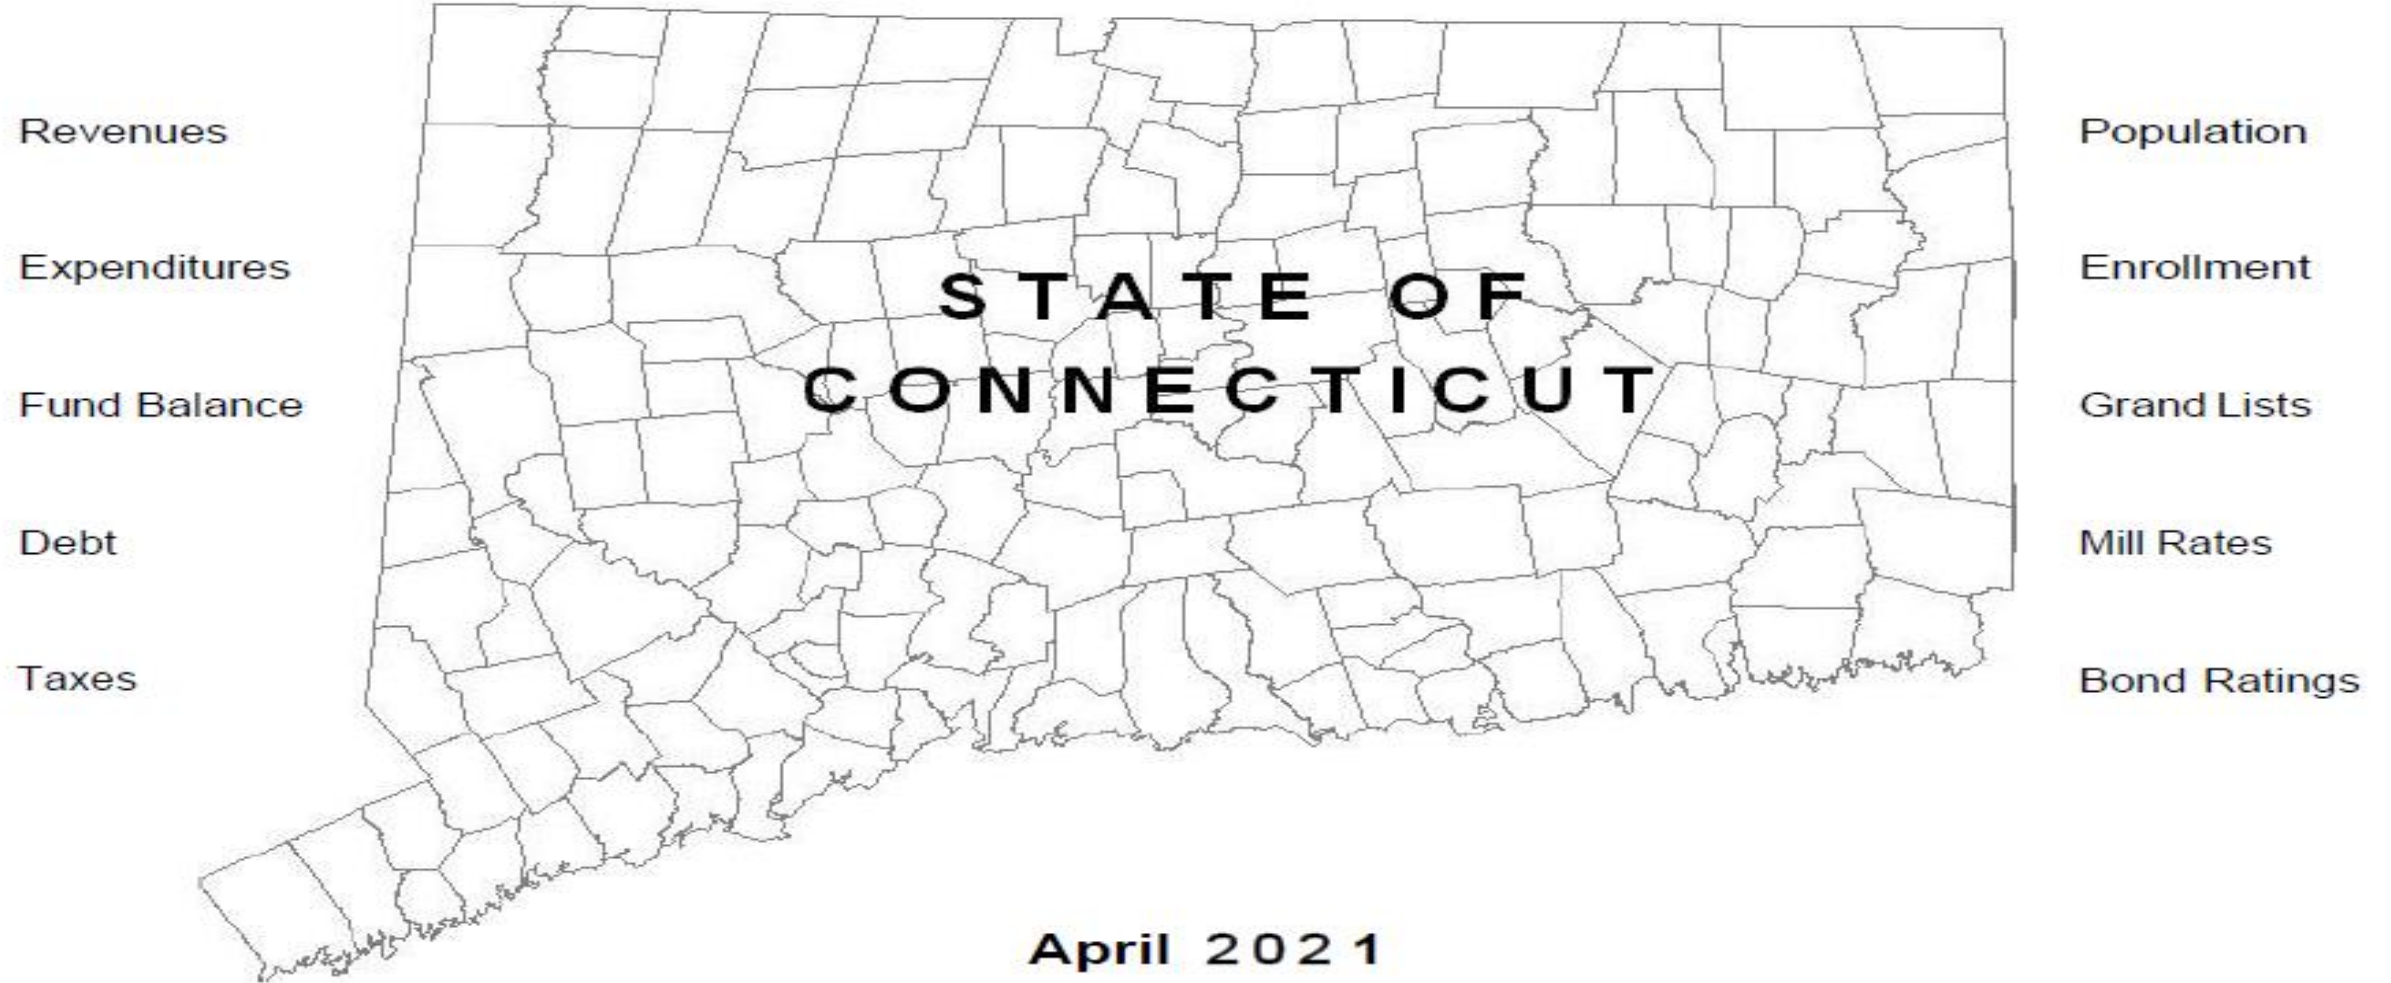 Revenues
Population
Expenditures
Enrollment
STATE OF
CONNECTICUT
Fund Balance
Grand Lists
Debt
Mill Rates
Taxes
Bond Ratings
April 2021